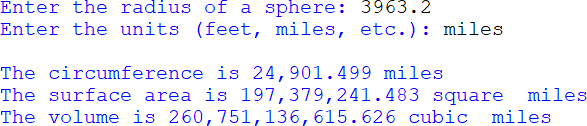 Enter the radius of a sphere: 3963.2
Enter the units (feet, miles, etc.): miles
The circumference is 24,901.499 miles
The surface area is 197,379,241.483 square  miles
The volume is 260,751,136,615.626 cubic  miles